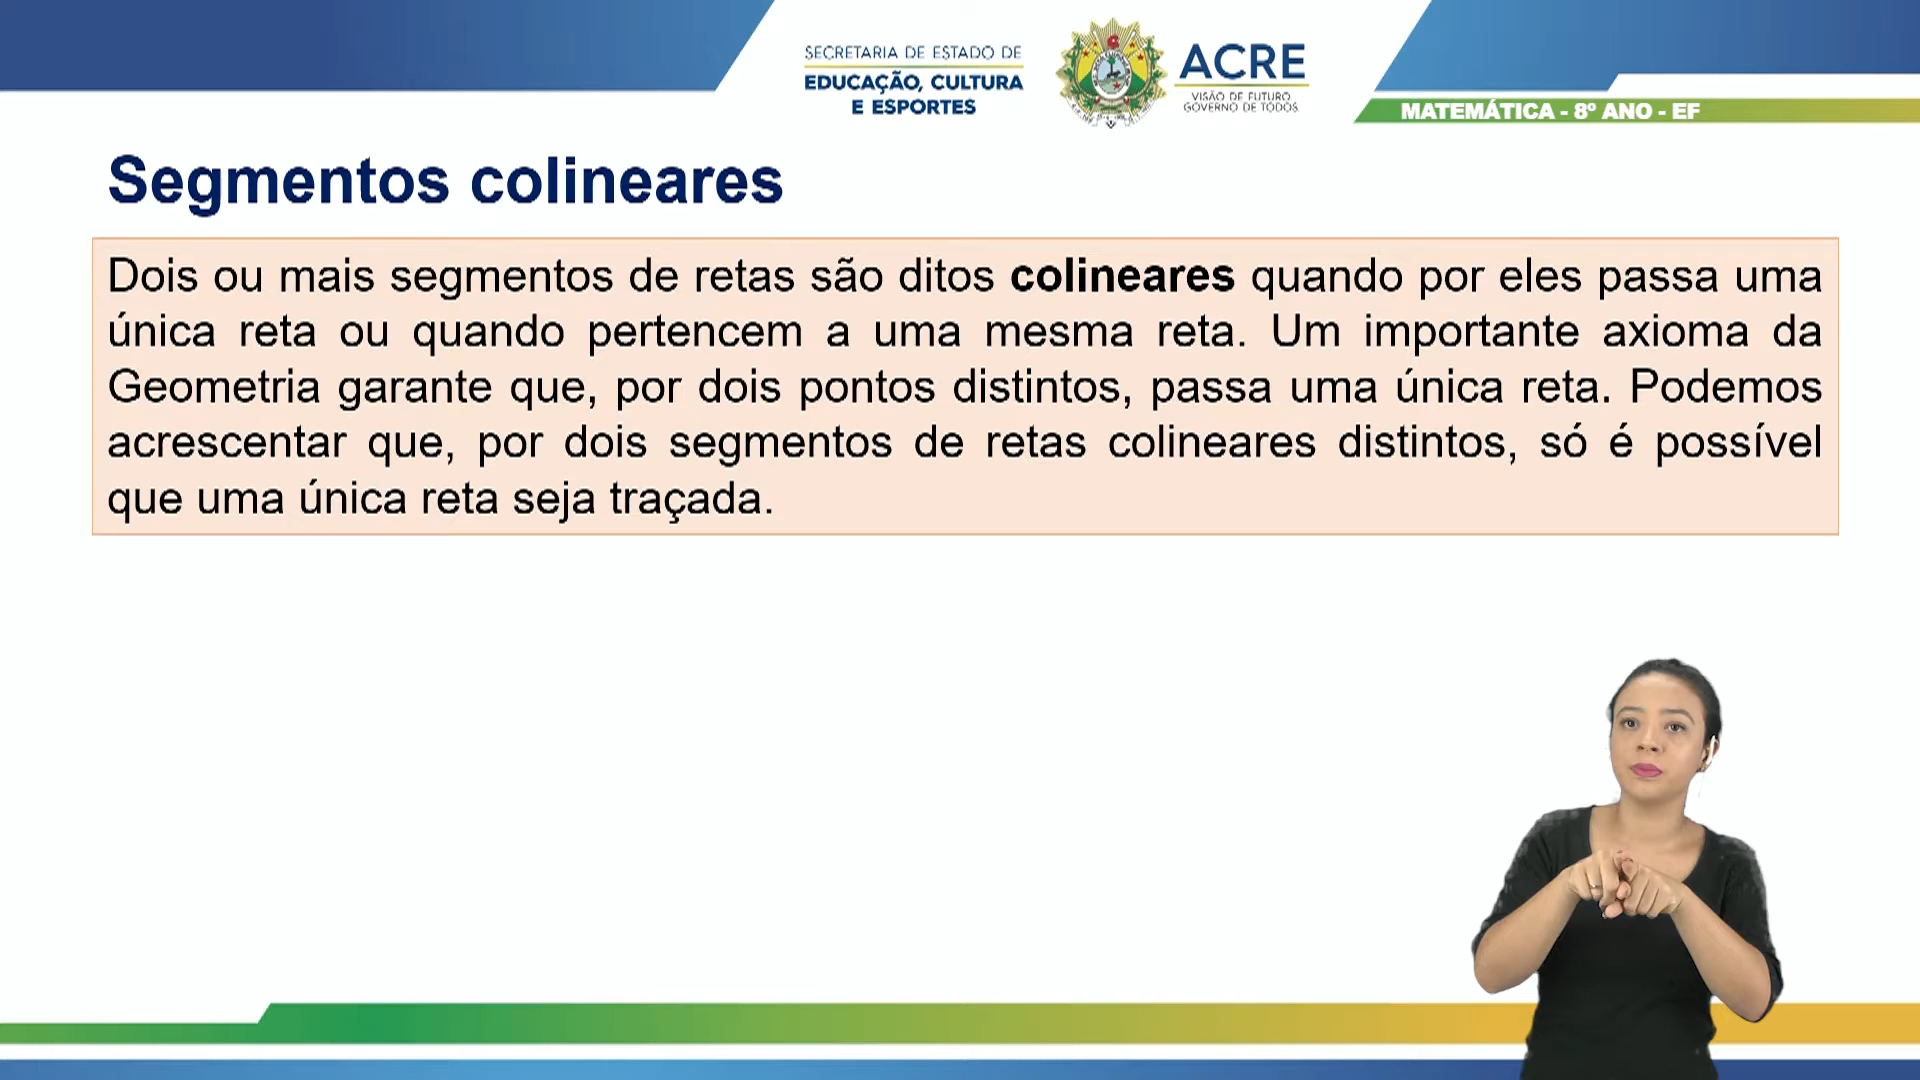 SECRETARIA DE ESTADO DE
EDUCAÇÃO, CULTURA
E ESPORTES
ACRE
VISÃO DE FUTURO
GOVERNO DE TODOS
MATEMÁTICA - 8º ANO - EF
Segmentos colineares
Dois ou mais segmentos de retas são ditos colineares quando por eles passa uma
única reta ou quando pertencem a uma mesma reta. Um importante axioma da
Geometria garante que, por dois pontos distintos, passa uma única reta. Podemos
acrescentar que, por dois segmentos de retas colineares distintos, só é possível
que uma única reta seja traçada.